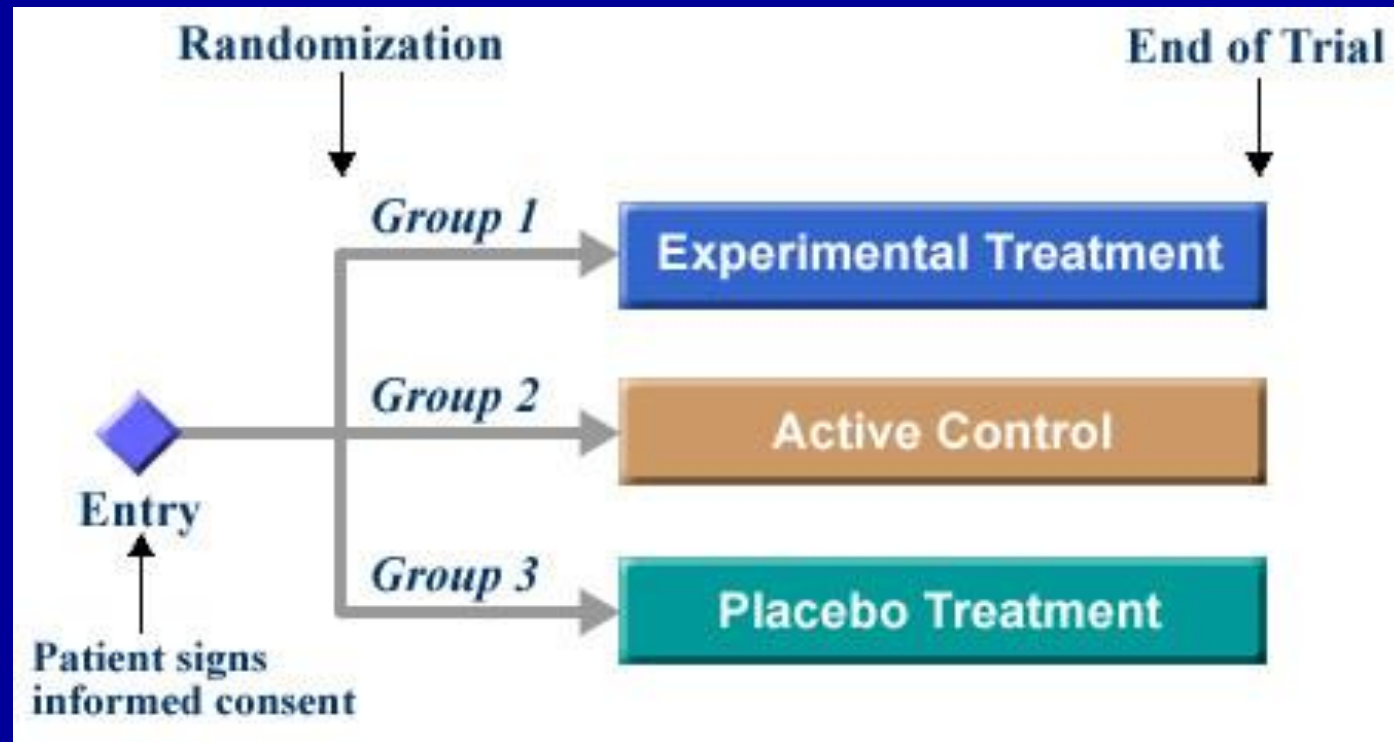 Randomization
End of Trial
Group 1
Experimental Treatment
Group 2
Active Control
Entry
Group 3
Placebo Treatment
Patient signs
informed consent